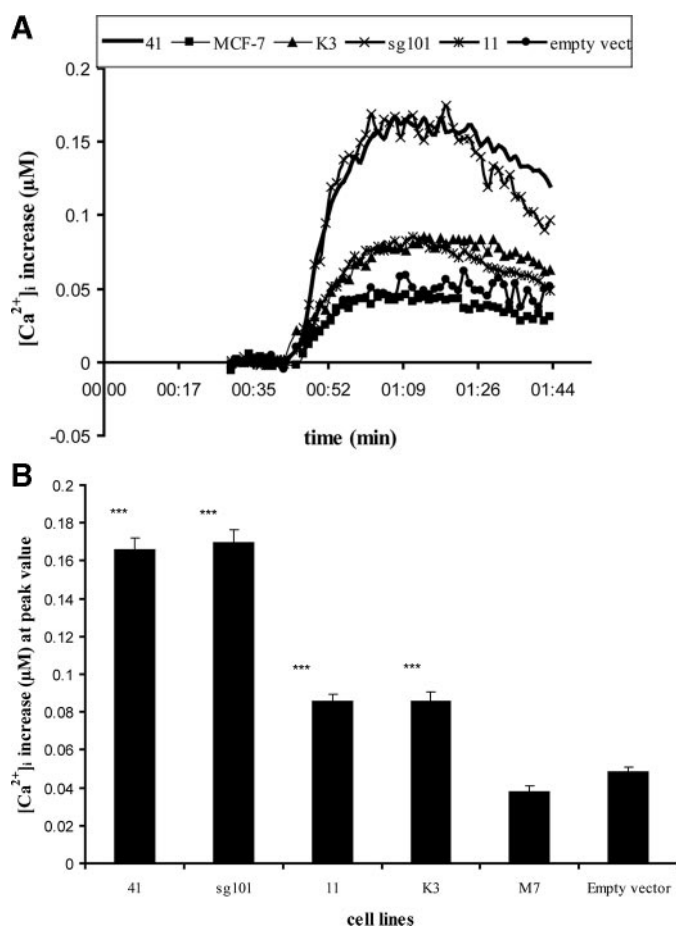 A
41 MCF-7 K3 sg101 11 empty vect
0.2
0.15
0.1
0.05
0
-0.05
[Ca2+]i increase (µM)
00:00 00:17 00:35 00:52 01:09 01:26 01:44
time (min)
B
0.2
0.18
0.16
0.14
0.12
0.1
0.08
0.06
0.04
0.02
0
[Ca2+]i increase (µM) at peak value
*** ***
*** ***
41 sg101 11 K3 M7 Empty vector
cell lines